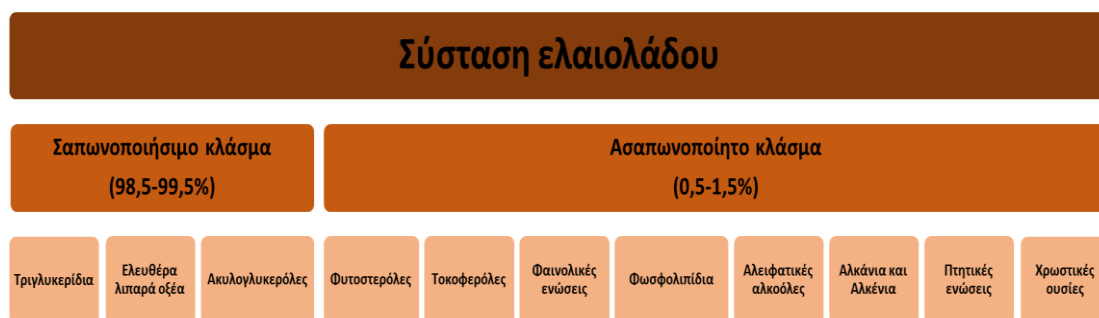 Σύσταση ελαιολάδου
Σαπωνοποιήσιμο κλάσμα
(98,5-99,5%)
Ασαπωνοποίητο κλάσμα
(0,5-1,5%)
Τριγλυκερίδια
Ελευθέρα
λιπαρά οξέα
Ακυλογλυκερόλες
Φυτοστερόλες
Τοκοφερόλες
Φαινολικές
ενώσεις
Φωσφολιπίδια
Αλειφατικές
αλκοόλες
Αλκάνια και
Αλκένια
Πτητικές
ενώσεις
Χρωστικές
ουσίες